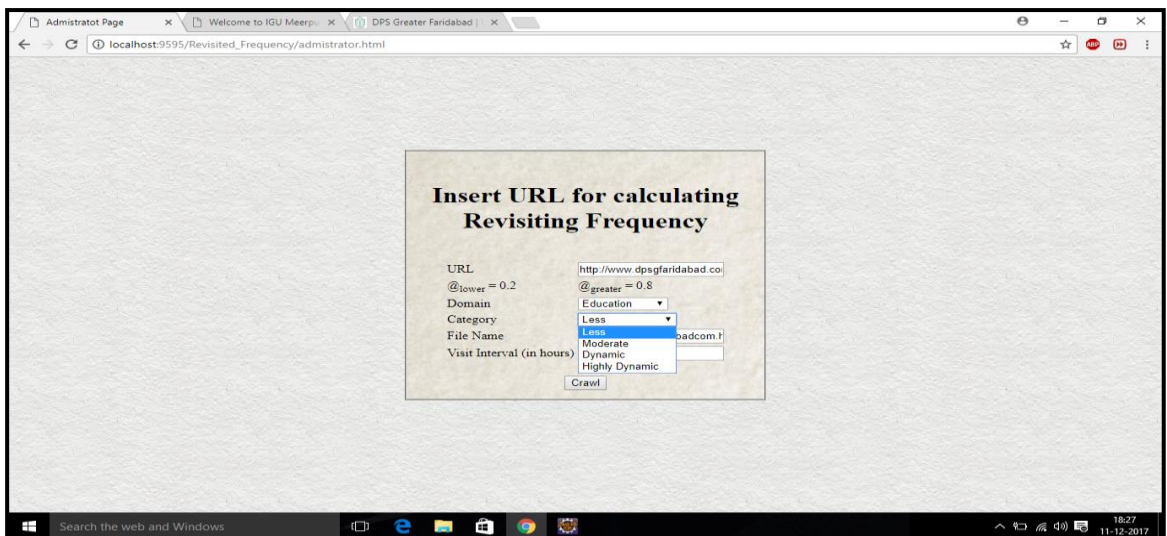 Admistratot Page
Welcome to IGU Meerpu
DPS Greater Faridabad |
localhost:9595/Revisited_Frequency/admistrator.html
ABP
Insert URL for calculating
Revisiting Frequency
URL http://www.dpsgfaridabad.co
@lower = 0.2 @greater = 0.8
Domain Education
Category Less
Less
File Name badcom.h
Moderate
Visit Interval (in hours) Dynamic
Highly Dynamic
Crawl
Search the web and Windows
18:27
11-12-2017